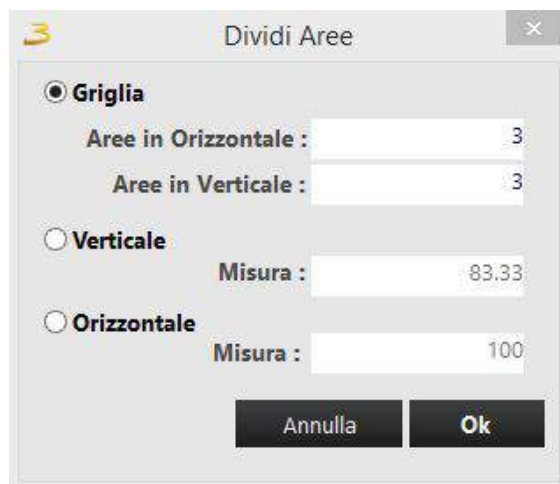 3 Dividi Aree ×
Griglia
Aree in Orizzontale : 3
Aree in Verticale : 3
Verticale
Misura : 83.33
Orizzontale
Misura : 100
Annulla Ok